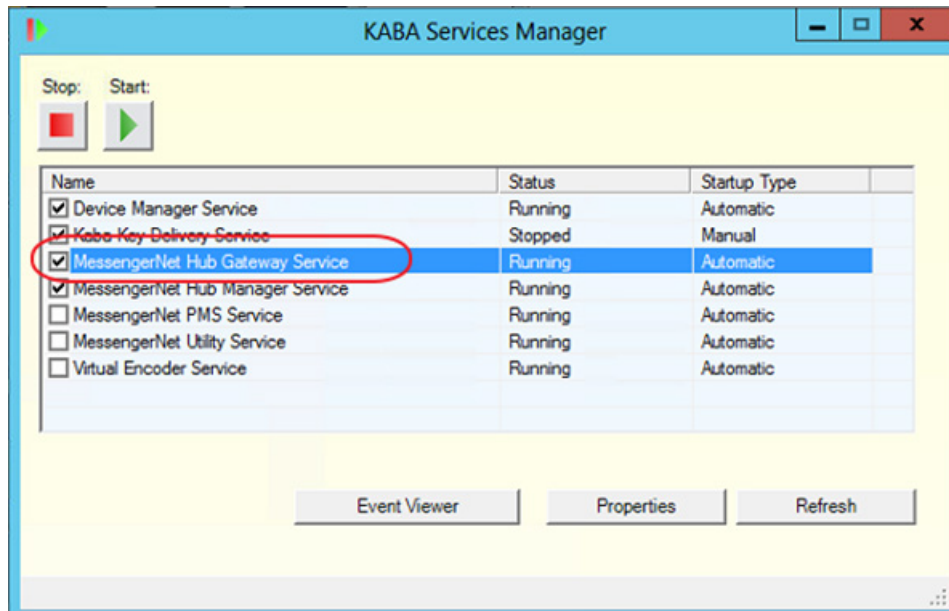 KABA Services Manager
Stop: Start:
Name Status Startup Type
Device Manager Service Running Automatic
Kaba Key Delivery Service Stopped Manual
MessengerNet Hub Gateway Service Running Automatic
MessengerNet Hub Manager Service Running Automatic
MessengerNet PMS Service Running Automatic
MessengerNet Utility Service Running Automatic
Virtual Encoder Service Running Automatic
Event Viewer Properties Refresh